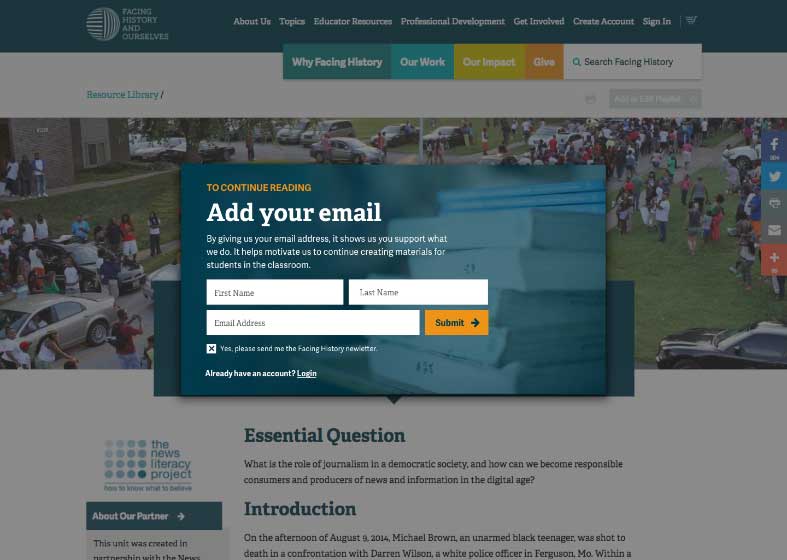 FACING
HISTORY
AND
OURSELVES
About Us Topics Educator Resources Professional Development Get Involved Create Account Sign In
Why Facing History Our Work Our Impact Give Search Facing History
Resource Library /
Add or Edit Playlist
TO CONTINUE READING
Add your email
By giving us your email address, it shows us you support what
we do. It helps motivate us to continue creating materials for
students in the classroom.
First Name Last Name
Email Address Submit
Yes, please send me the Facing History newletter.
Already have an account? Login
Essential Question
the
news
literacy
project
how to know what to believe
What is the role of journalism in a democratic society, and how can we become responsible
consumers and producers of news and information in the digital age?
Introduction
About Our Partner
This unit was created in
partnership with the News
On the afternoon of August 9, 2014, Michael Brown, an unarmed black teenager, was shot to
death in a confrontation with Darren Wilson, a white police officer in Ferguson, Mo. Within a